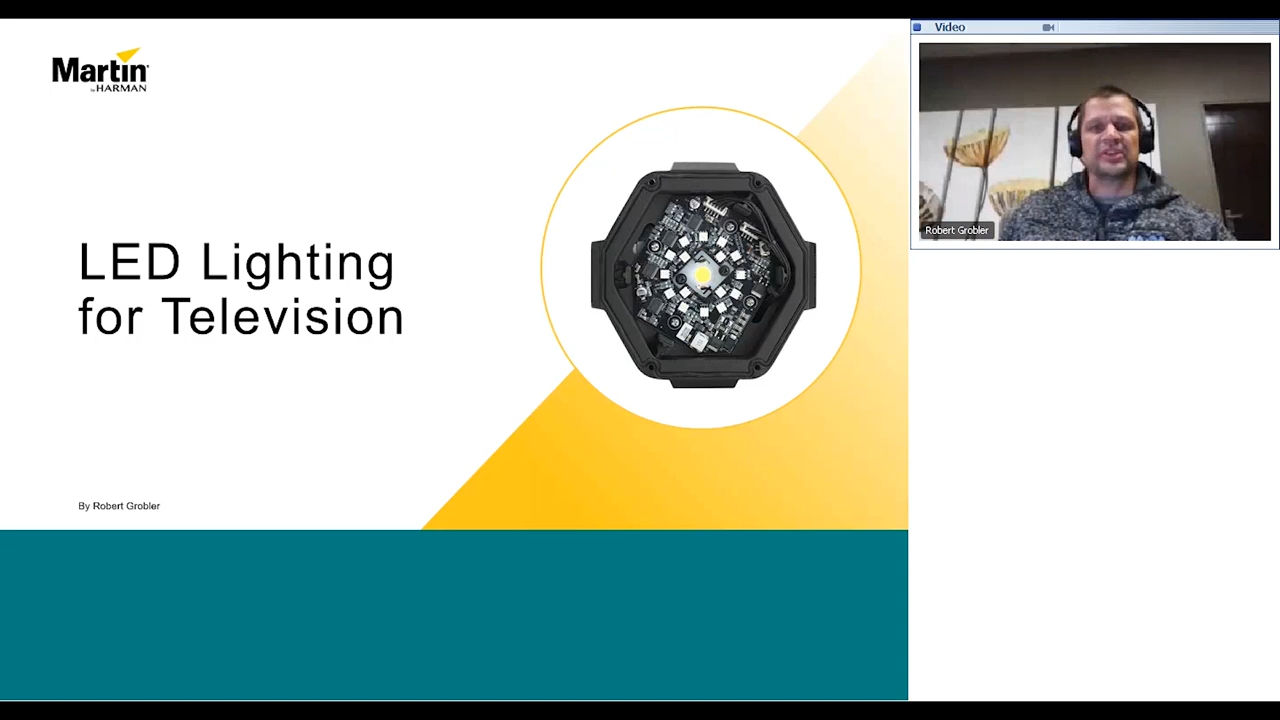 Martin
by HARMAN
LED Lighting
for Television
By Robert Grobler
Video
Robert Grobler